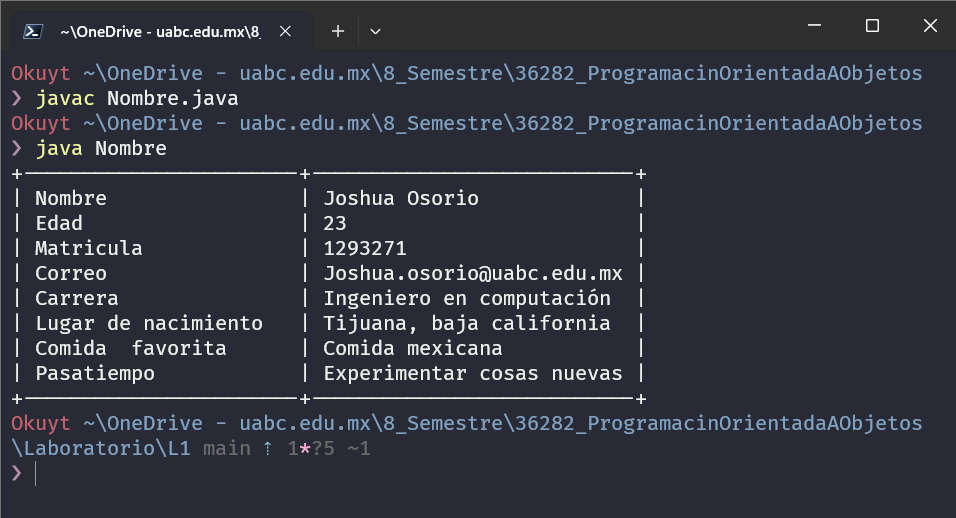 ~\OneDrive - uabc.edu.mx\8_
Okuyt ~\OneDrive - uabc.edu.mx\8_Semestre\36282_ProgramacinOrientadaAObjetos
❯ javac Nombre.java
Okuyt ~\OneDrive - uabc.edu.mx\8_Semestre\36282_ProgramacinOrientadaAObjetos
❯ java Nombre
+-----------------------+---------------------------+
| Nombre                | Joshua Osorio             |
| Edad                  | 23                        |
| Matricula             | 1293271                   |
| Correo                | Joshua.osorio@uabc.edu.mx |
| Carrera               | Ingeniero en computación  |
| Lugar de nacimiento   | Tijuana, baja california  |
| Comida  favorita      | Comida mexicana           |
| Pasatiempo            | Experimentar cosas nuevas |
+-----------------------+---------------------------+
Okuyt ~\OneDrive - uabc.edu.mx\8_Semestre\36282_ProgramacinOrientadaAObjetos
\Laboratorio\L1 main ⇡ 1*?5 ~1
❯